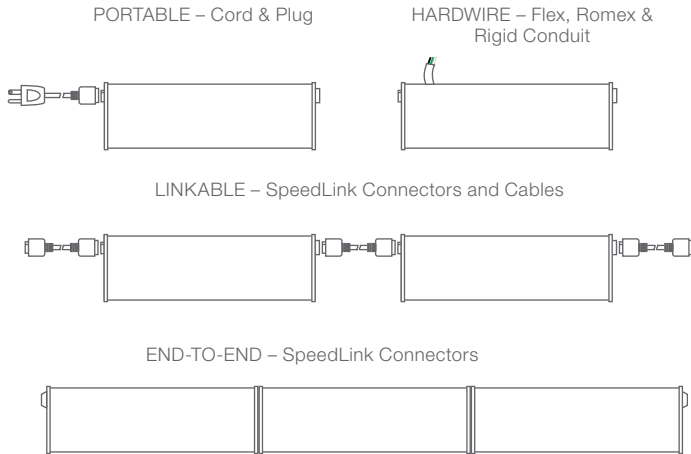 PORTABLE – Cord & Plug
HARDWIRE – Flex, Romex &
Rigid Conduit
LINKABLE – SpeedLink Connectors and Cables
END-TO-END – SpeedLink Connectors